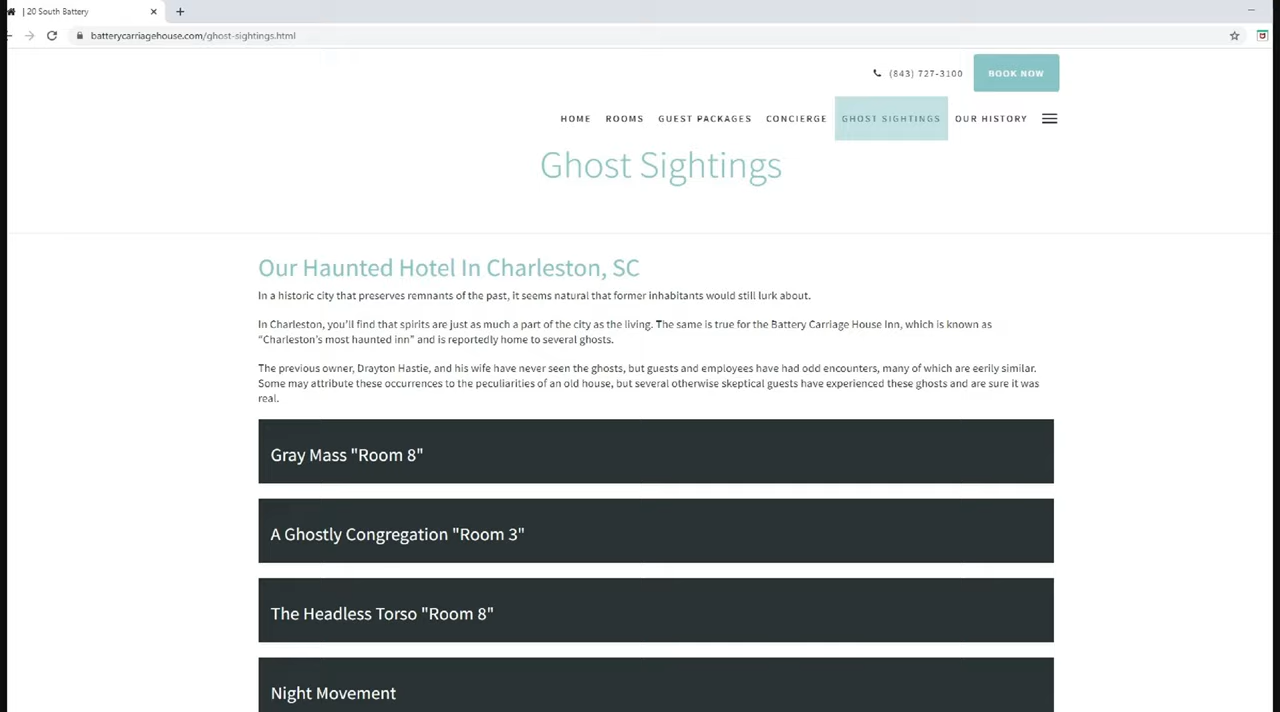 | 20 South Battery
batterycarriagehouse.com/ghost-sightings.html
(843) 727-3100
BOOK NOW
HOME ROOMS GUEST PACKAGES CONCIERGE GHOST SIGHTINGS OUR HISTORY
Ghost Sightings
Our Haunted Hotel In Charleston, SC
In a historic city that preserves remnants of the past, it seems natural that former inhabitants would still lurk about.
In Charleston, you'll find that spirits are just as much a part of the city as the living. The same is true for the Battery Carriage House Inn, which is known as
“Charleston's most haunted inn” and is reportedly home to several ghosts.
The previous owner, Drayton Hastie, and his wife have never seen the ghosts, but guests and employees have had odd encounters, many of which are eerily similar.
Some may attribute these occurrences to the peculiarities of an old house, but several otherwise skeptical guests have experienced these ghosts and are sure it was
real.
Gray Mass "Room 8"
A Ghostly Congregation "Room 3"
The Headless Torso "Room 8"
Night Movement